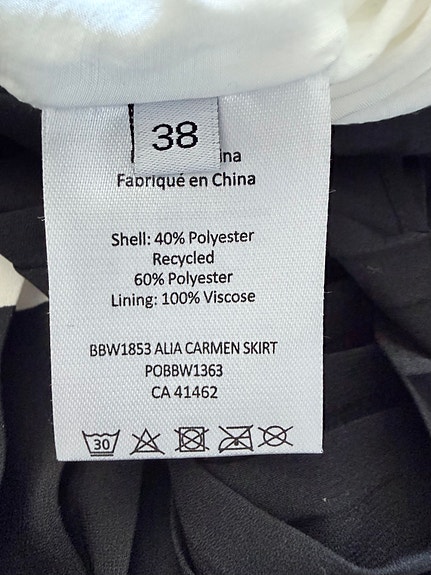 38
Fabriqué en China
Shell: 40% Polyester
Recycled
60% Polyester
Lining: 100% Viscose
BBW1853 ALIA CARMEN SKIRT
POBBW1363
CA 41462
30